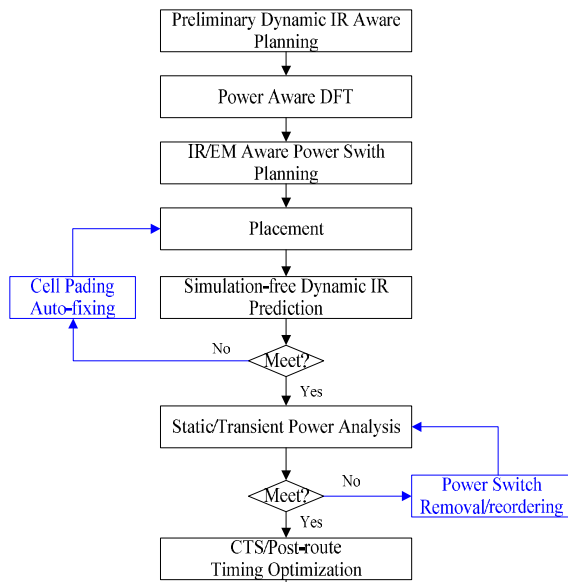 Preliminary Dynamic IR Aware
Planning
Power Aware DFT
IR/EM Aware Power Swith
Planning
Placement
Cell Pading
Auto-fixing
Simulation-free Dynamic IR
Prediction
No
Meet?
Yes
Static/Transient Power Analysis
Meet?
No
Power Switch
Removal/reordering
Yes
CTS/Post-route
Timing Optimization